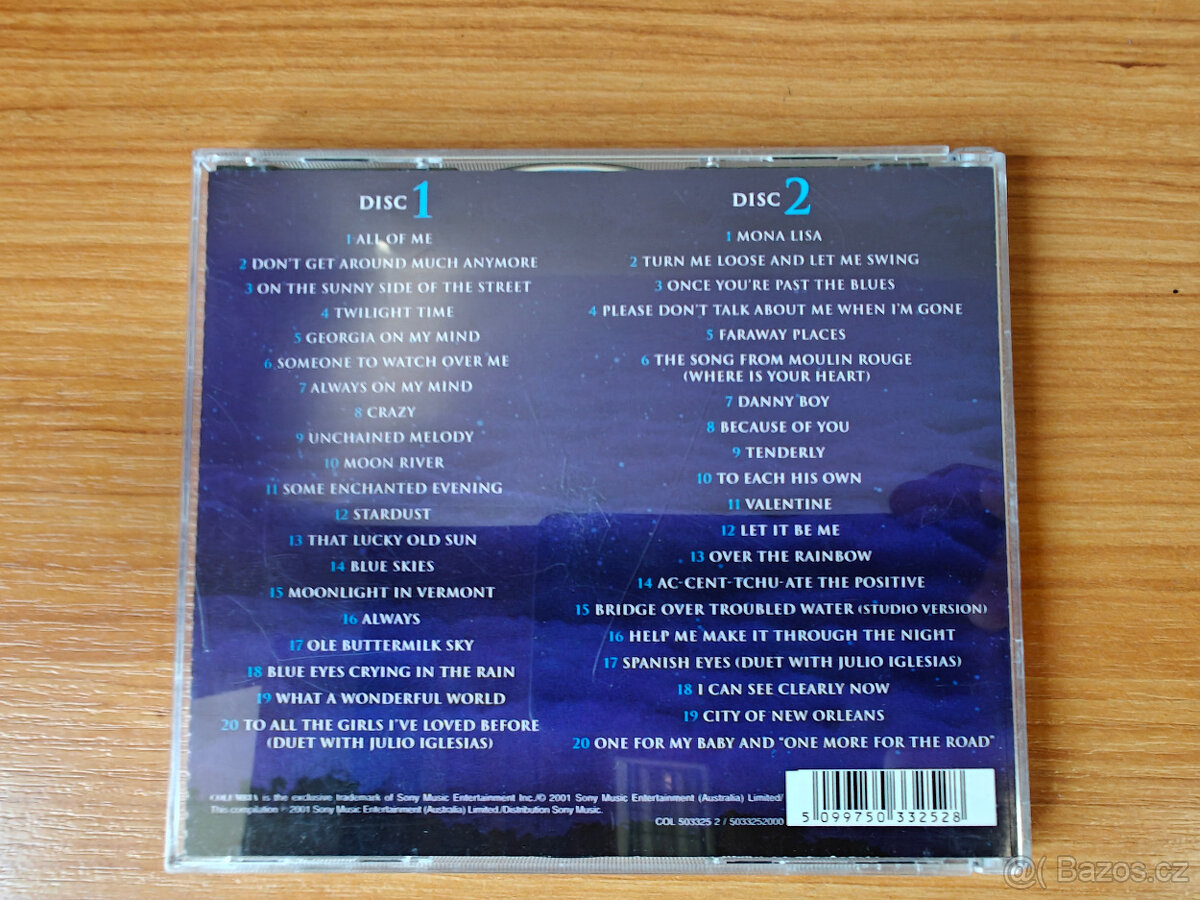 DISC 1
1 ALL OF ME
2 DON'T GET AROUND MUCH ANYMORE
3 ON THE SUNNY SIDE OF THE STREET
4 TWILIGHT TIME
5 GEORGIA ON MY MIND
6 SOMEONE TO WATCH OVER ME
7 ALWAYS ON MY MIND
8 CRAZY
9 UNCHAINED MELODY
10 MOON RIVER
11 SOME ENCHANTED EVENING
12 STARDUST
13 THAT LUCKY OLD SUN
14 BLUE SKIES
15 MOONLIGHT IN VERMONT
16 ALWAYS
17 OLE BUTTERMILK SKY
18 BLUE EYES CRYING IN THE RAIN
19 WHAT A WONDERFUL WORLD
20 TO ALL THE GIRLS I'VE LOVED BEFORE
(DUET WITH JULIO IGLESIAS)
DISC 2
1 MONA LISA
2 TURN ME LOOSE AND LET ME SWING
3 ONCE YOU'RE PAST THE BLUES
4 PLEASE DON'T TALK ABOUT ME WHEN I'M GONE
5 FARAWAY PLACES
6 THE SONG FROM MOULIN ROUGE
(WHERE IS YOUR HEART)
7 DANNY BOY
8 BECAUSE OF YOU
9 TENDERLY
10 TO EACH HIS OWN
11 VALENTINE
12 LET IT BE ME
13 OVER THE RAINBOW
14 AC-CENT-TCHU-ATE THE POSITIVE
15 BRIDGE OVER TROUBLED WATER (STUDIO VERSION)
16 HELP ME MAKE IT THROUGH THE NIGHT
17 SPANISH EYES (DUET WITH JULIO IGLESIAS)
18 I CAN SEE CLEARLY NOW
19 CITY OF NEW ORLEANS
20 ONE FOR MY BABY AND "ONE MORE FOR THE ROAD"
COLUMBIA is the exclusive trademark of Sony Music Entertainment Inc./© 2001 Sony Music Entertainment (Australia) Limited/
This compilation ℗ 2001 Sony Music Entertainment (Australia) Limited./Distribution Sony Music.
COL 503325 2 / 5033252000
5 099750 332528
@( Bazos.cz